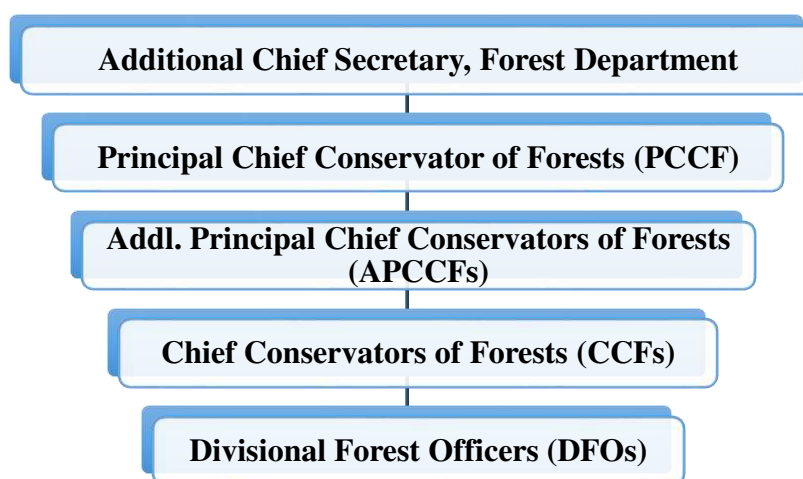 Additional Chief Secretary, Forest Department
Principal Chief Conservator of Forests (PCCF)
Addl. Principal Chief Conservators of Forests
(APCCFs)
Chief Conservators of Forests (CCFs)
Divisional Forest Officers (DFOs)